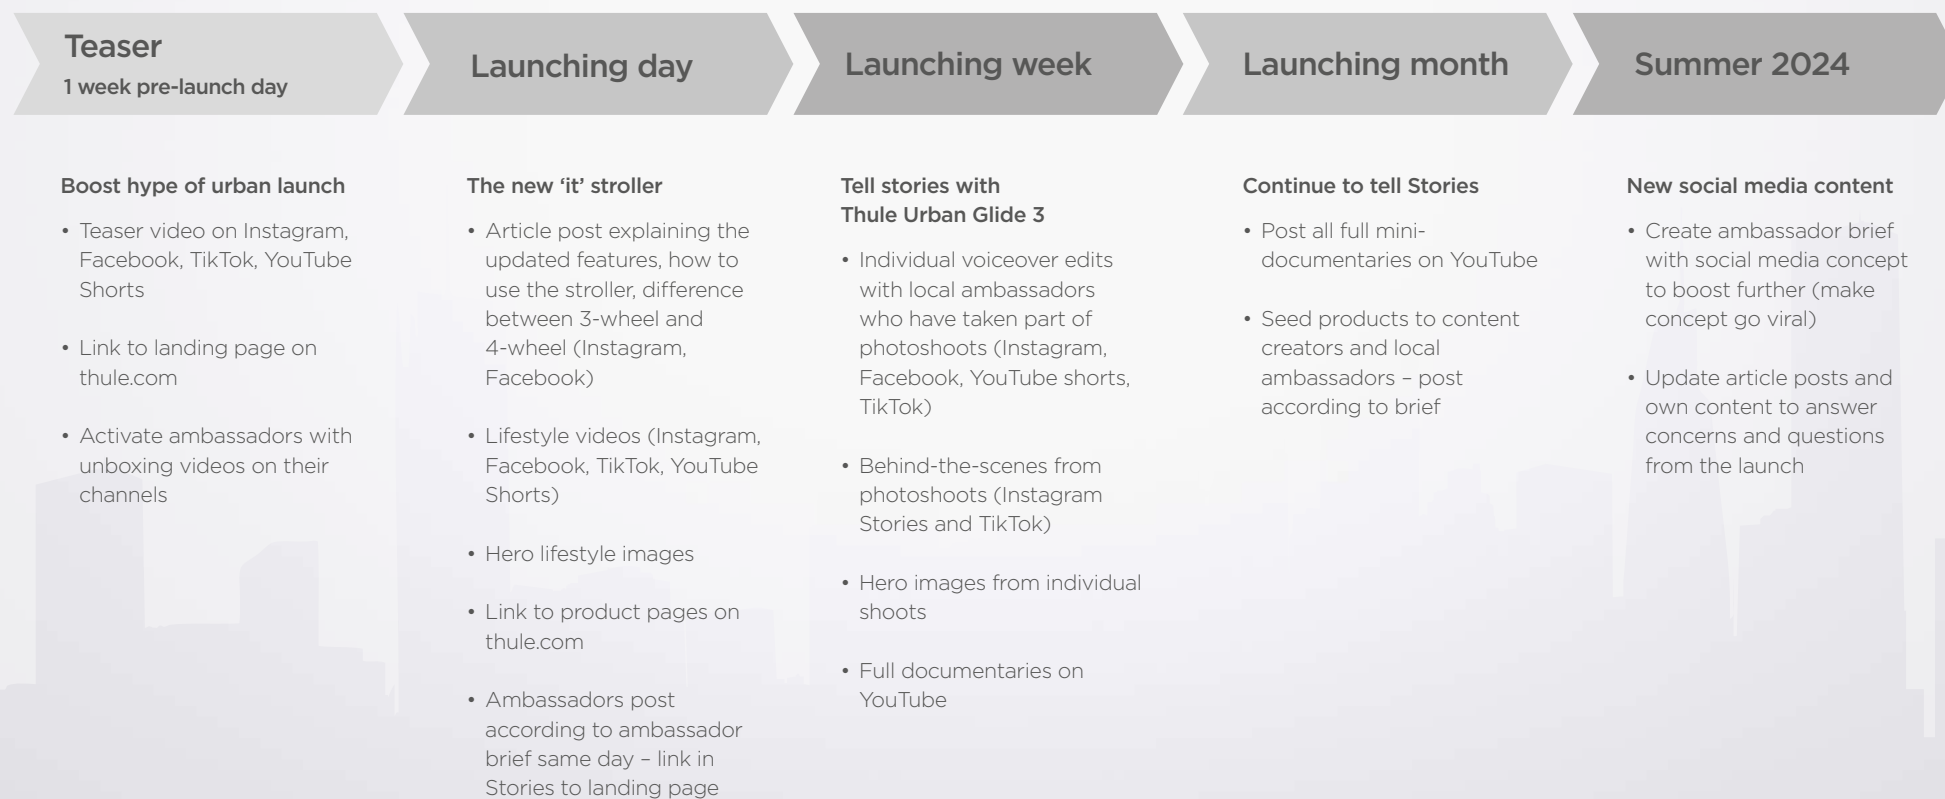 Teaser
1 week pre-launch day
Launching day
Launching week
Launching month
Summer 2024
Boost hype of urban launch
• Teaser video on Instagram,
Facebook, TikTok, YouTube
Shorts
• Link to landing page on
thule.com
• Activate ambassadors with
unboxing videos on their
channels
The new ‘it’ stroller
• Article post explaining the
updated features, how to
use the stroller, difference
between 3-wheel and
4-wheel (Instagram,
Facebook)
• Lifestyle videos (Instagram,
Facebook, TikTok, YouTube
Shorts)
• Hero lifestyle images
• Link to product pages on
thule.com
• Ambassadors post
according to ambassador
brief same day – link in
Stories to landing page
Tell stories with
Thule Urban Glide 3
• Individual voiceover edits
with local ambassadors
who have taken part of
photoshoots (Instagram,
Facebook, YouTube shorts,
TikTok)
• Behind-the-scenes from
photoshoots (Instagram
Stories and TikTok)
• Hero images from individual
shoots
• Full documentaries on
YouTube
Continue to tell Stories
• Post all full mini-
documentaries on YouTube
• Seed products to content
creators and local
ambassadors – post
according to brief
New social media content
• Create ambassador brief
with social media concept
to boost further (make
concept go viral)
• Update article posts and
own content to answer
concerns and questions
from the launch